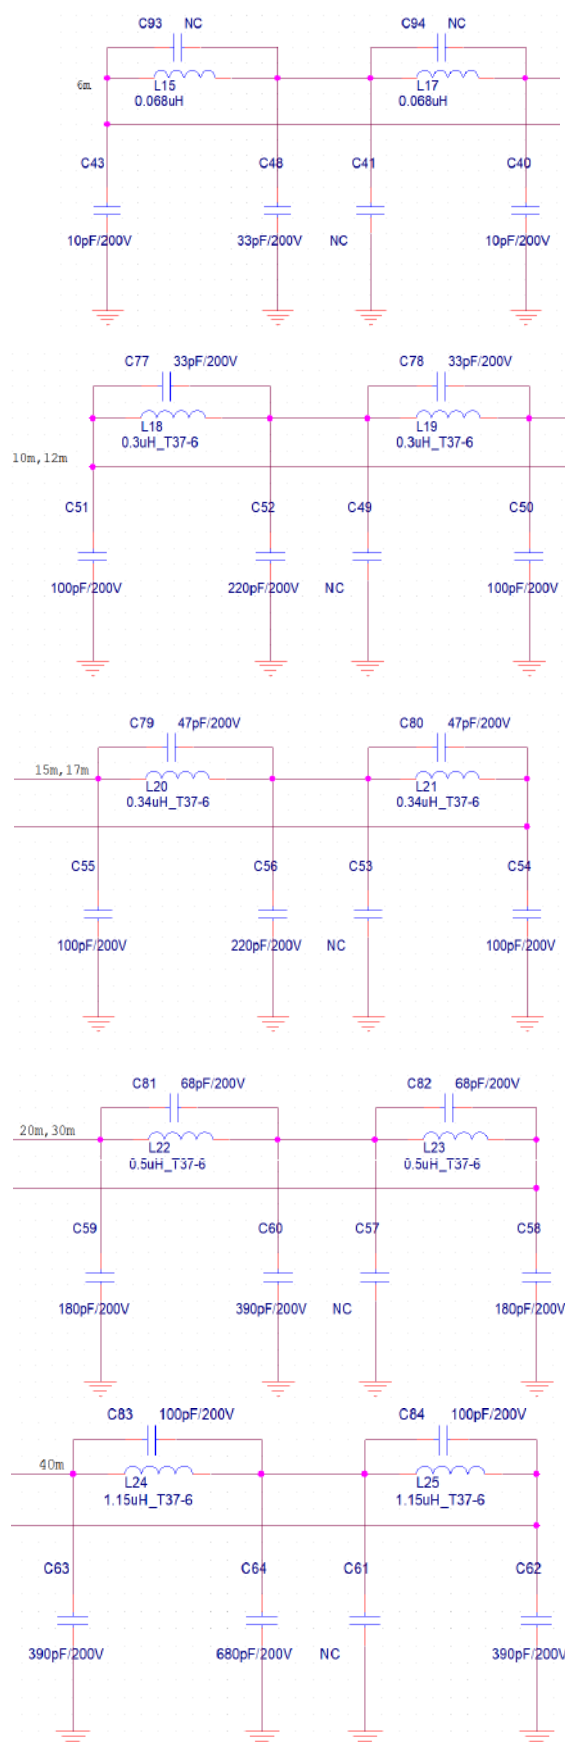 C93 NC C94 NC
6m
L15 L17
0.068uH 0.068uH
C43 C48 C41 C40
10pF/200V 33pF/200V NC 10pF/200V
C77 33pF/200V C78 33pF/200V
L18 L19
0.3uH_T37-6 0.3uH_T37-6
10m,12m
C51 C52 C49 C50
100pF/200V 220pF/200V NC 100pF/200V
C79 47pF/200V C80 47pF/200V
15m,17m
L20 L21
0.34uH_T37-6 0.34uH_T37-6
C55 C56 C53 C54
100pF/200V 220pF/200V NC 100pF/200V
C81 68pF/200V C82 68pF/200V
20m,30m
L22 L23
0.5uH_T37-6 0.5uH_T37-6
C59 C60 C57 C58
180pF/200V 390pF/200V NC 180pF/200V
C83 100pF/200V C84 100pF/200V
40m
L24 L25
1.15uH_T37-6 1.15uH_T37-6
C63 C64 C61 C62
390pF/200V 680pF/200V NC 390pF/200V